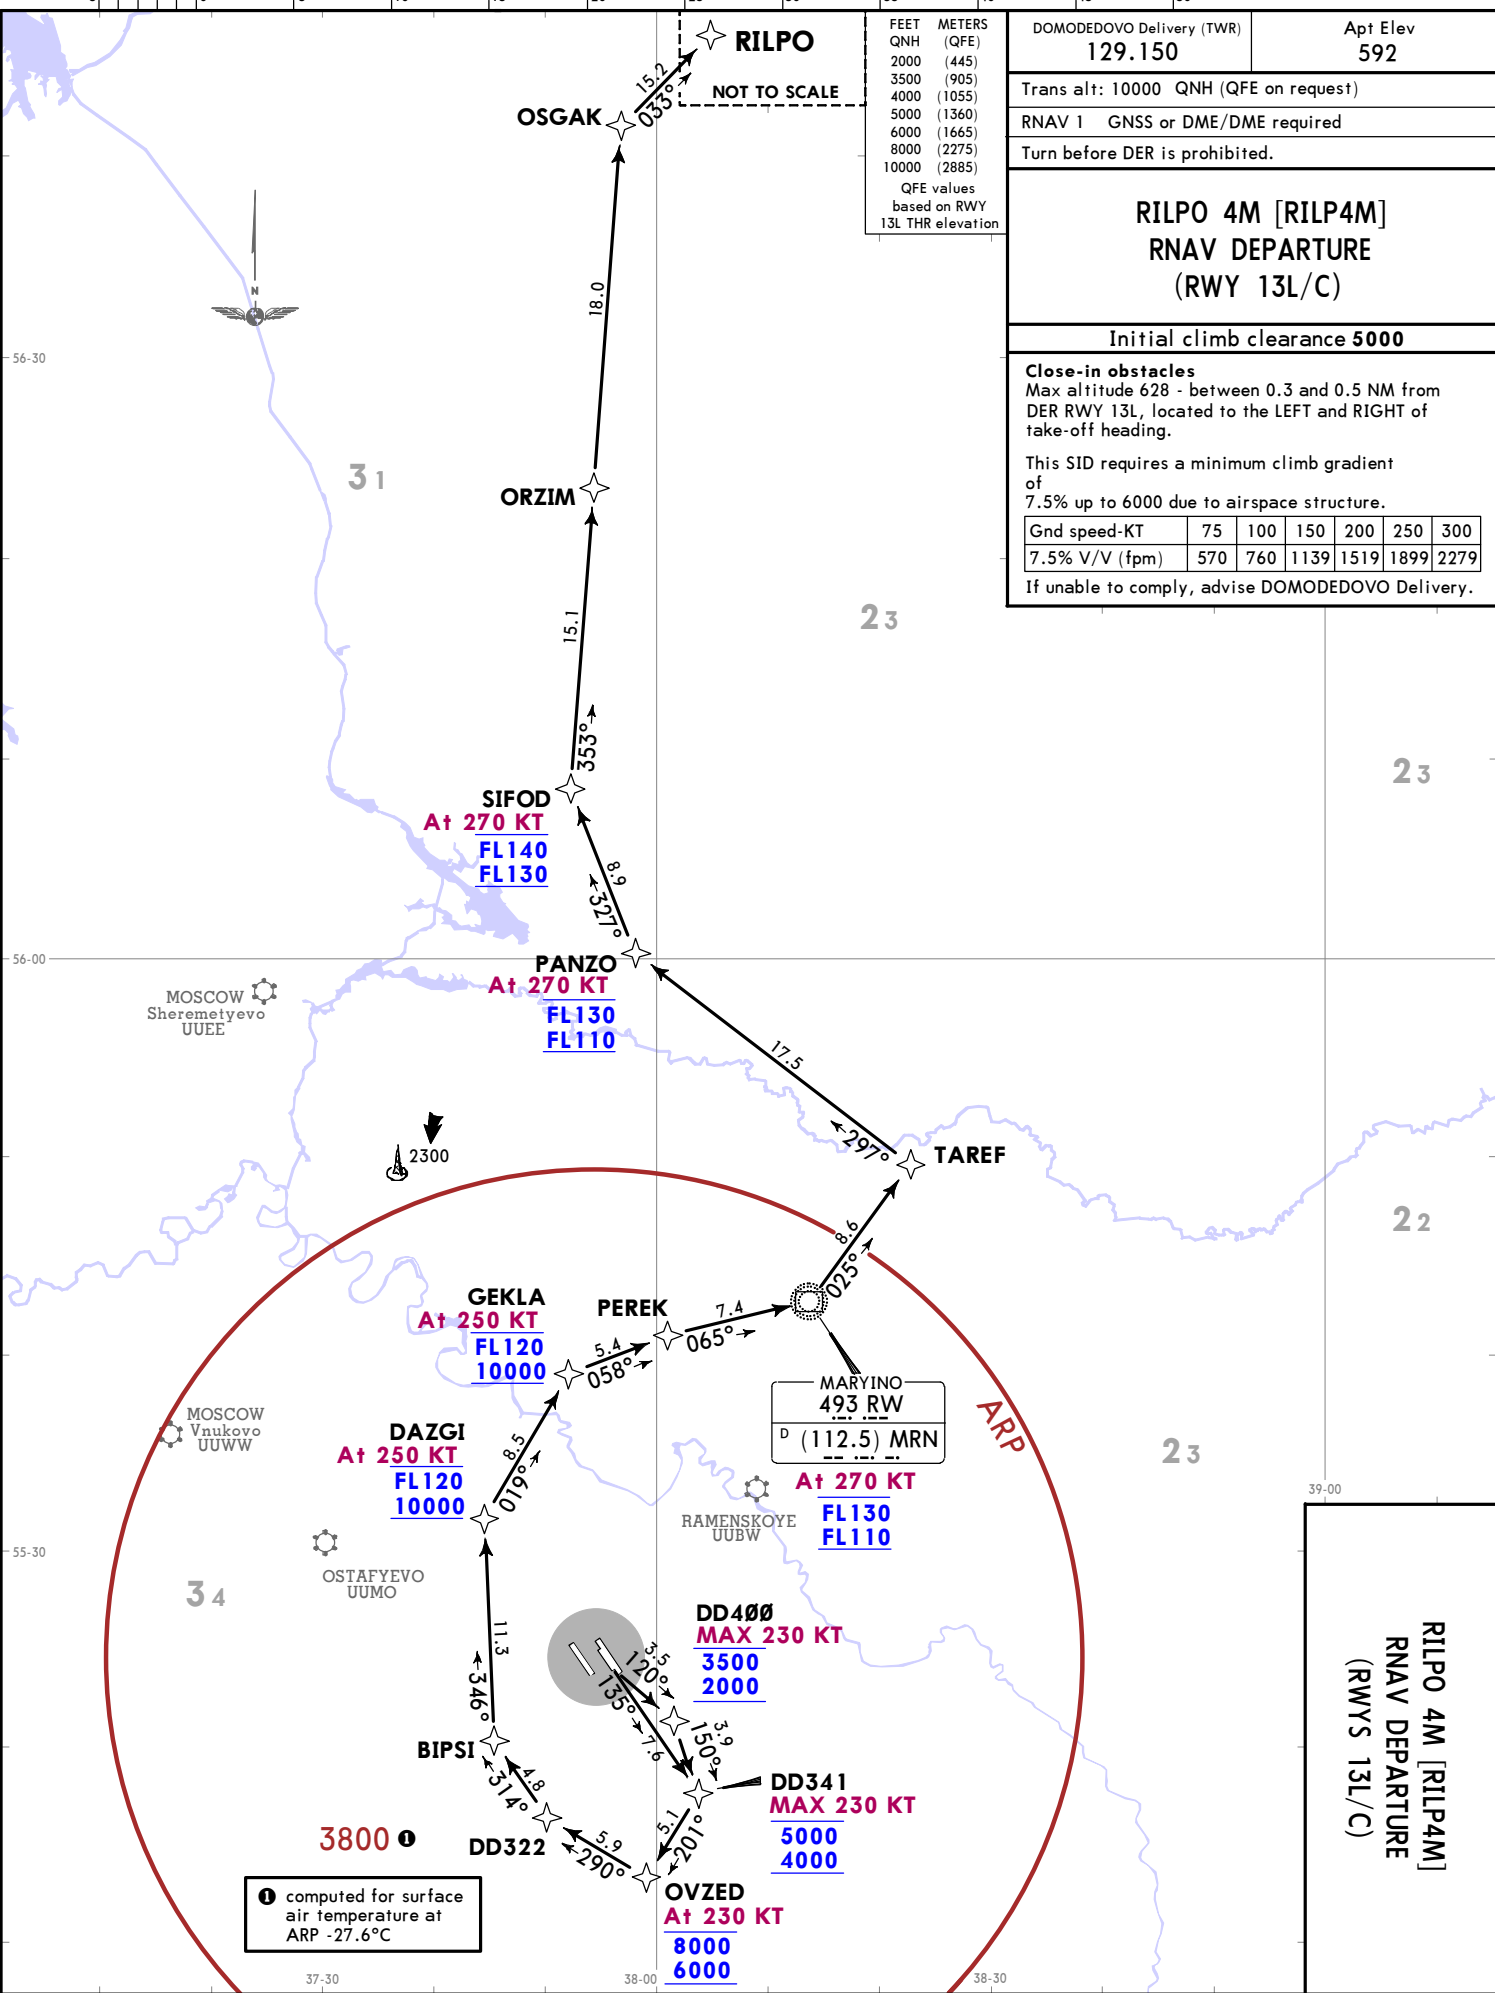 RILPO
NOT TO SCALE
15.2
033°
OSGAK
FEET METERS
QNH (QFE)
2000 (445)
3500 (905)
4000 (1055)
5000 (1360)
6000 (1665)
8000 (2275)
10000 (2885)
QFE values
based on RWY
13L THR elevation
DOMODEDOVO Delivery (TWR)
129.150
Apt Elev
592
Trans alt: 10000 QNH (QFE on request)
RNAV 1 GNSS or DME/DME required
Turn before DER is prohibited.
RILPO 4M [RILP4M]
RNAV DEPARTURE
(RWY 13L/C)
Initial climb clearance 5000
Close-in obstacles
Max altitude 628 - between 0.3 and 0.5 NM from
DER RWY 13L, located to the LEFT and RIGHT of
take-off heading.
This SID requires a minimum climb gradient
of
7.5% up to 6000 due to airspace structure.
Gnd speed-KT 75 100 150 200 250 300
7.5% V/V (fpm) 570 760 1139 1519 1899 2279
If unable to comply, advise DOMODEDOVO Delivery.
N
18.0
56-30
31
ORZIM
15.1
23
353°
23
SIFOD
At 270 KT
FL140
FL130
8.9
327°
56-00
PANZO
At 270 KT
FL130
FL110
MOSCOW
Sheremetyevo
UUEE
17.5
297°
TAREF
2300
22
8.6
025°
GEKLA
At 250 KT
FL120
10000
PEREK
7.4
065°
5.4
058°
MARYINO
493 RW
D (112.5) MRN
At 270 KT
FL130
FL110
ARP
MOSCOW
Vnukovo
UUWW
DAZGI
At 250 KT
FL120
10000
8.5
019°
23
39-00
RAMENSKOYE
UUBW
55-30
OSTAFYEVO
UUMO
34
11.3
346°
DD4ØØ
MAX 230 KT
3500
2000
3.5
120°
135°
7.6
3.9
150°
BIPSI
4.8
314°
DD341
MAX 230 KT
5000
4000
5.1
201°
DD322
5.9
290°
OVZED
At 230 KT
8000
6000
3800 1
1 computed for surface
air temperature at
ARP -27.6°C
37-30
38-00
38-30
RILPO 4M [RILP4M]
RNAV DEPARTURE
(RWYS 13L/C)